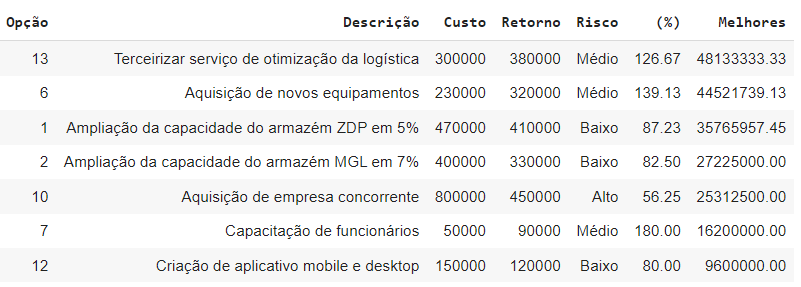 Opção Descrição Custo Retorno Risco (%) Melhores
13 Terceirizar serviço de otimização da logística 300000 380000 Médio 126.67 48133333.33
6 Aquisição de novos equipamentos 230000 320000 Médio 139.13 44521739.13
1 Ampliação da capacidade do armazém ZDP em 5% 470000 410000 Baixo 87.23 35765957.45
2 Ampliação da capacidade do armazém MGL em 7% 400000 330000 Baixo 82.50 27225000.00
10 Aquisição de empresa concorrente 800000 450000 Alto 56.25 25312500.00
7 Capacitação de funcionários 50000 90000 Médio 180.00 16200000.00
12 Criação de aplicativo mobile e desktop 150000 120000 Baixo 80.00 9600000.00